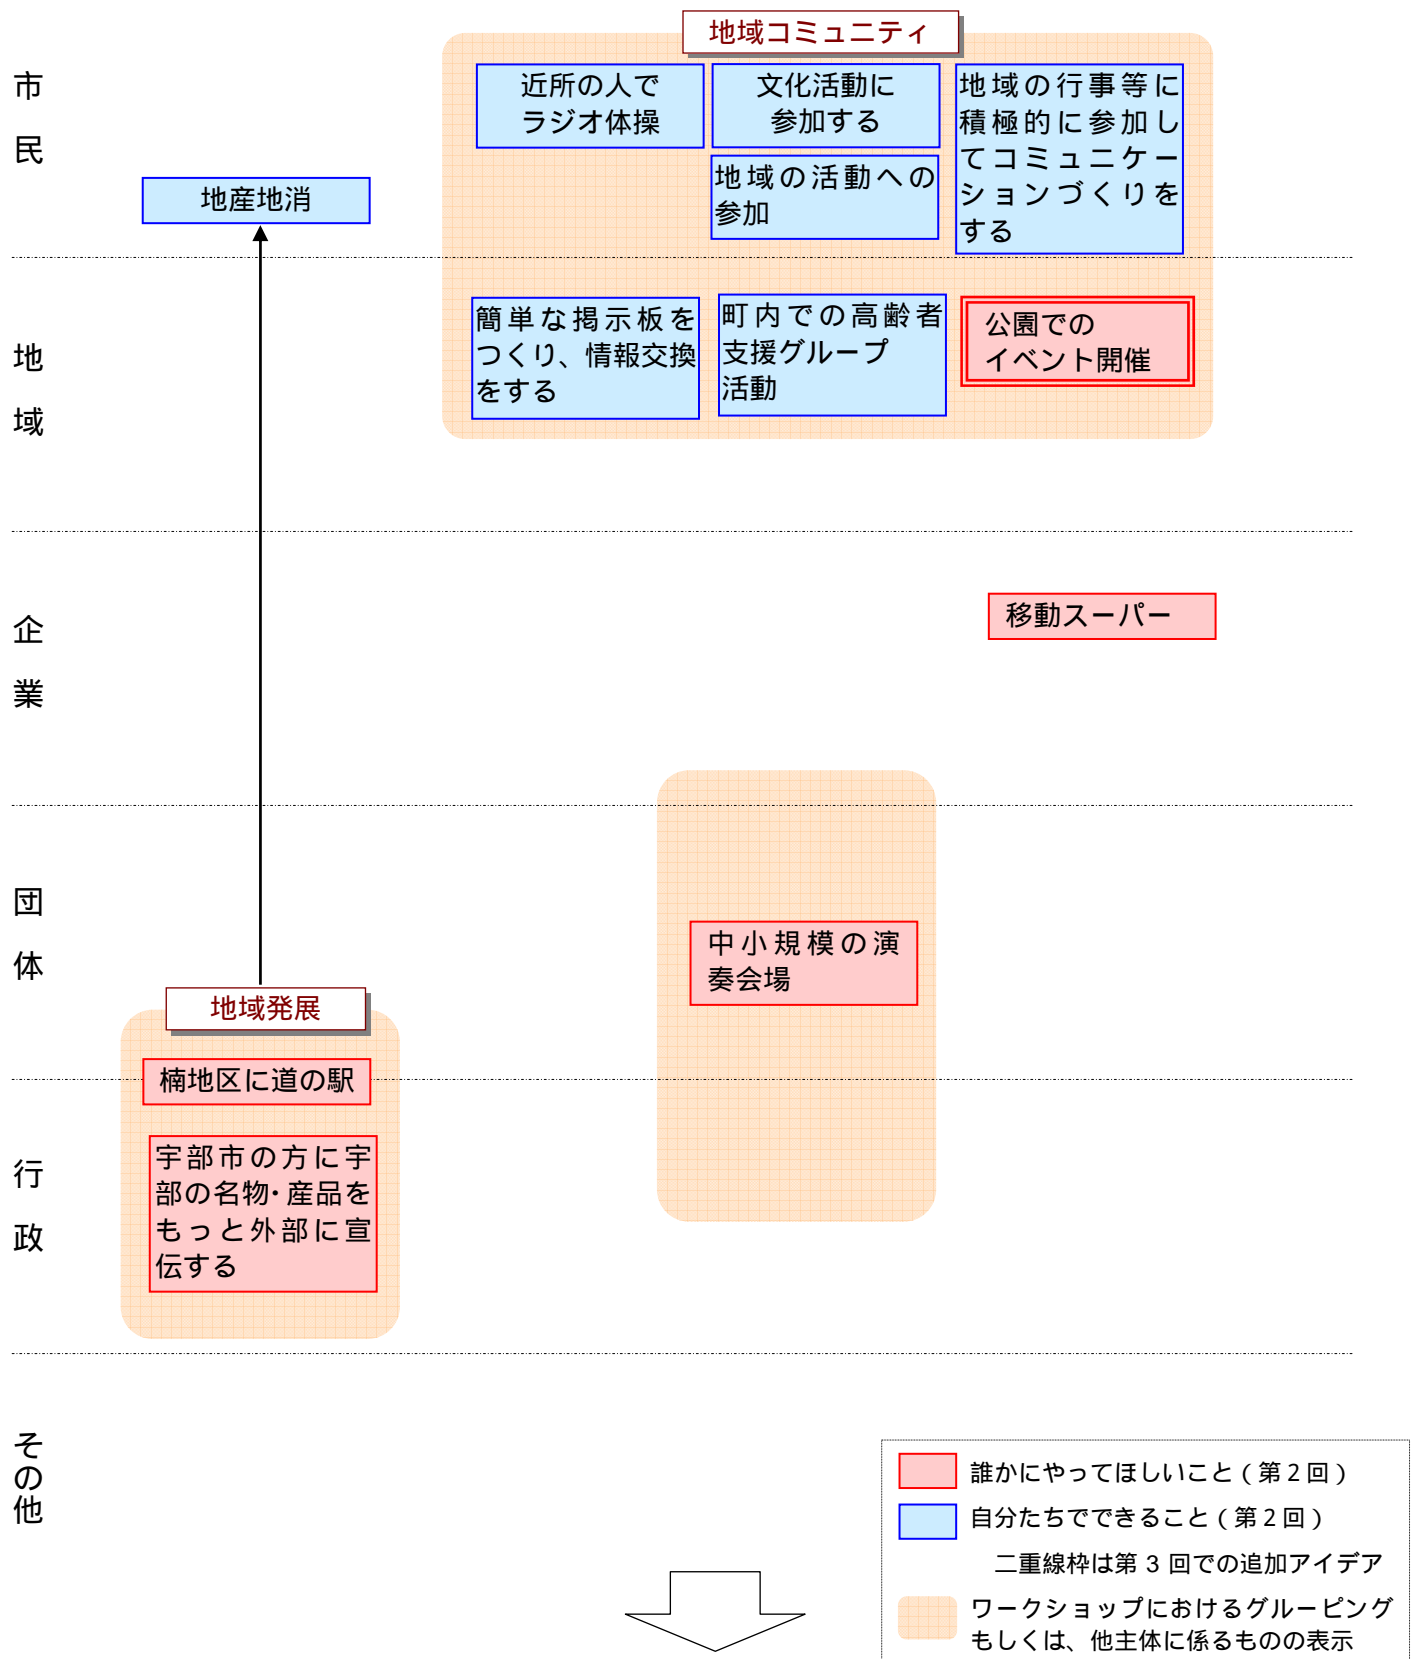 地域コミュニティ
市
民
近所の人で
ラジオ体操
文化活動に
参加する
地域の行事等に
積極的に参加し
てコミュニケー
ションづくりを
する
地域の活動への
参加
地産地消
地
域
簡単な掲示板を
つくり、情報交換
をする
町内での高齢者
支援グループ
活動
公園での
イベント開催
企
業
移動スーパー
団
体
中小規模の演
奏会場
地域発展
楠地区に道の駅
行
政
宇部市の方に宇
部の名物・産品を
もっと外部に宣
伝する
その他
誰かにやってほしいこと(第2回)
自分たちでできること(第2回)
二重線枠は第3回での追加アイデア
ワークショップにおけるグルーピング
もしくは、他主体に係るものの表示